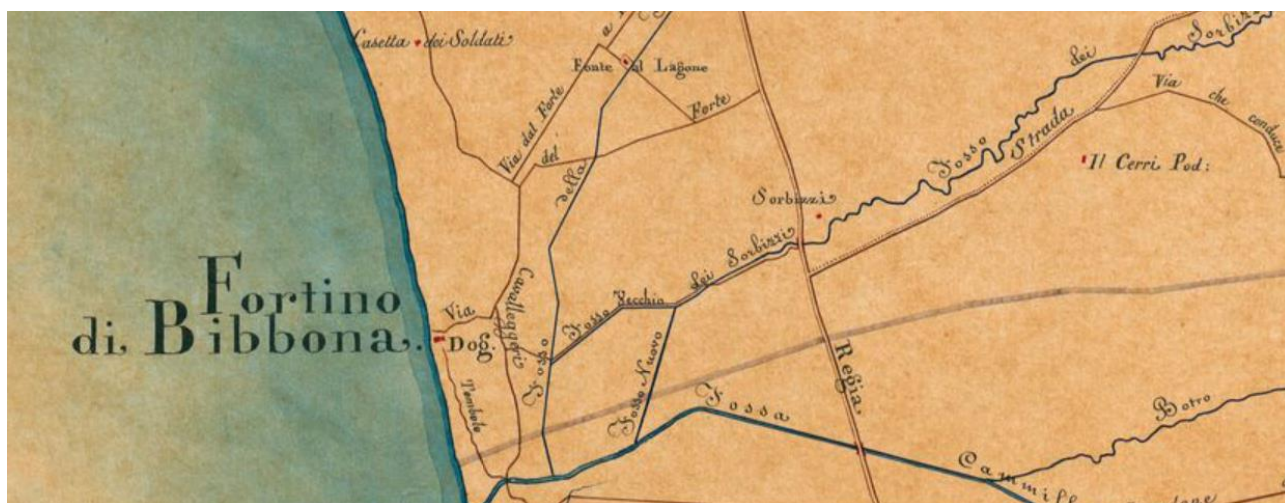 Casetta dei Soldati
Fonte al Lagone
Via dal Forte
a
del Forte
della
Fosso dei Sorbizzi
Strada
Via che conduce
Il Cerri Pod:
Sorbizzi
Fortino
di Bibbona.
Via
Cavalleggeri
Dog.
Tombolo
Fosso
Fosso Vecchio dei Sorbizzi
Fosso Nuovo
Regia
Fossa
Botro